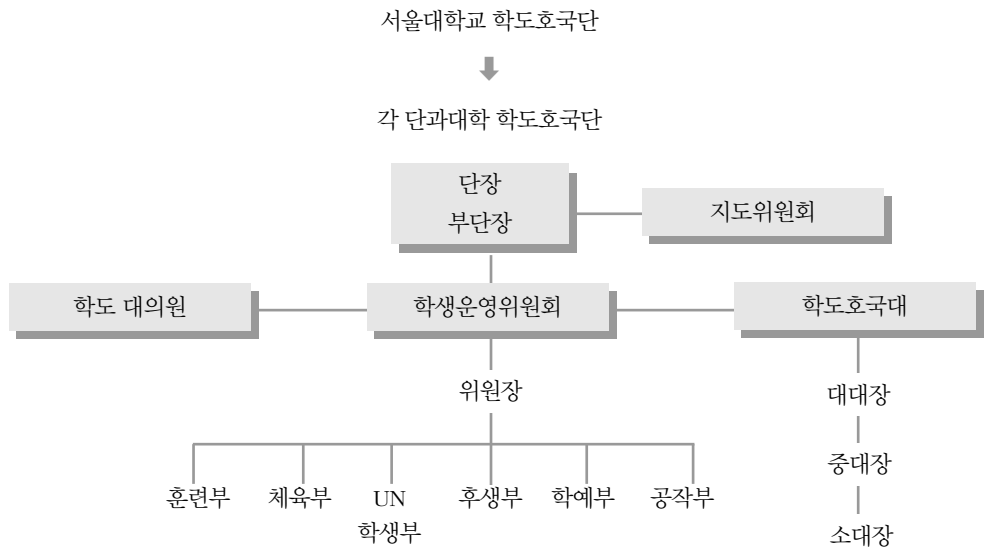 서울대학교 학도호국단
각 단과대학 학도호국단
단장
부단장
지도위원회
학도 대의원
학생운영위원회
학도호국대
위원장
대대장
중대장
훈련부
체육부
UN
학생부
후생부
학예부
공작부
소대장